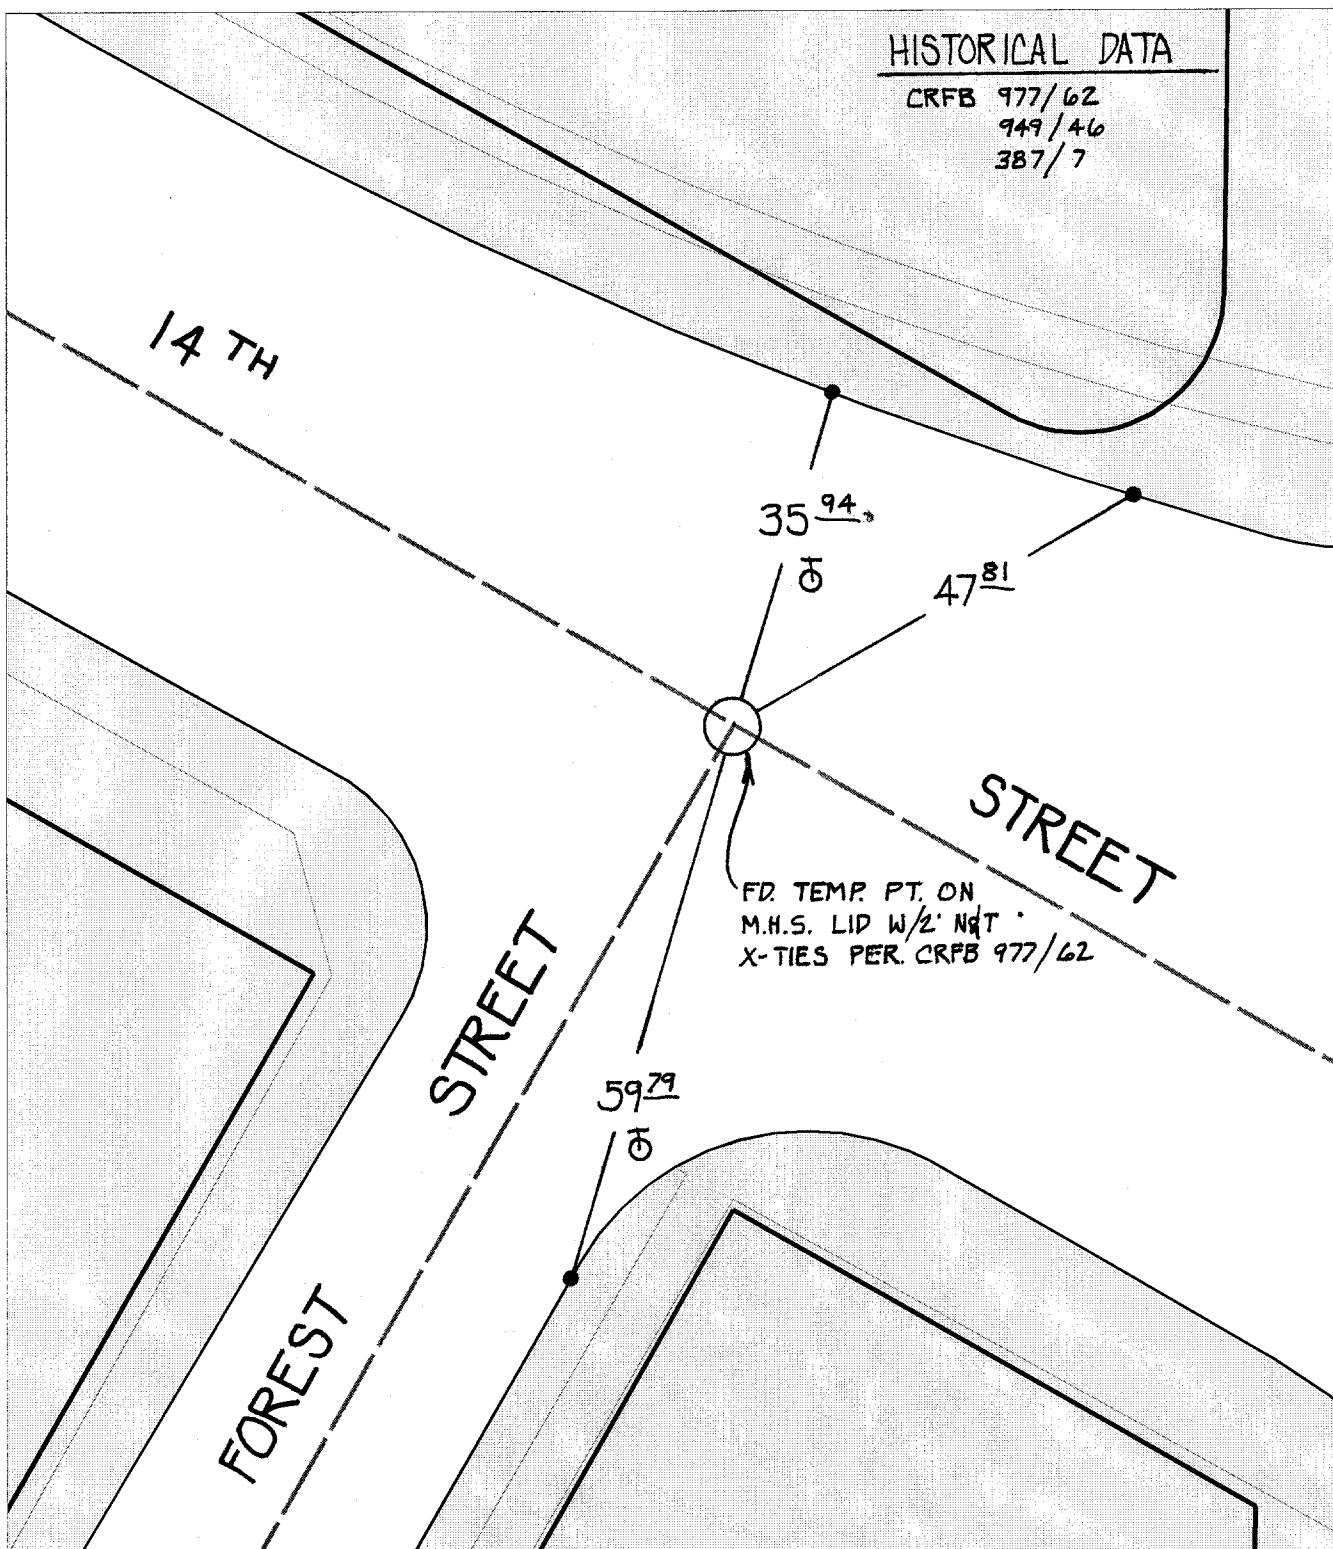 HISTORICAL DATA
CRFB 977/62
949/46
387/7
14 TH
35 94
47 81
STREET
FD. TEMP. PT. ON
M.H.S. LID W/2' N&T
X-TIES PER. CRFB 977/62
STREET
59 79
FOREST